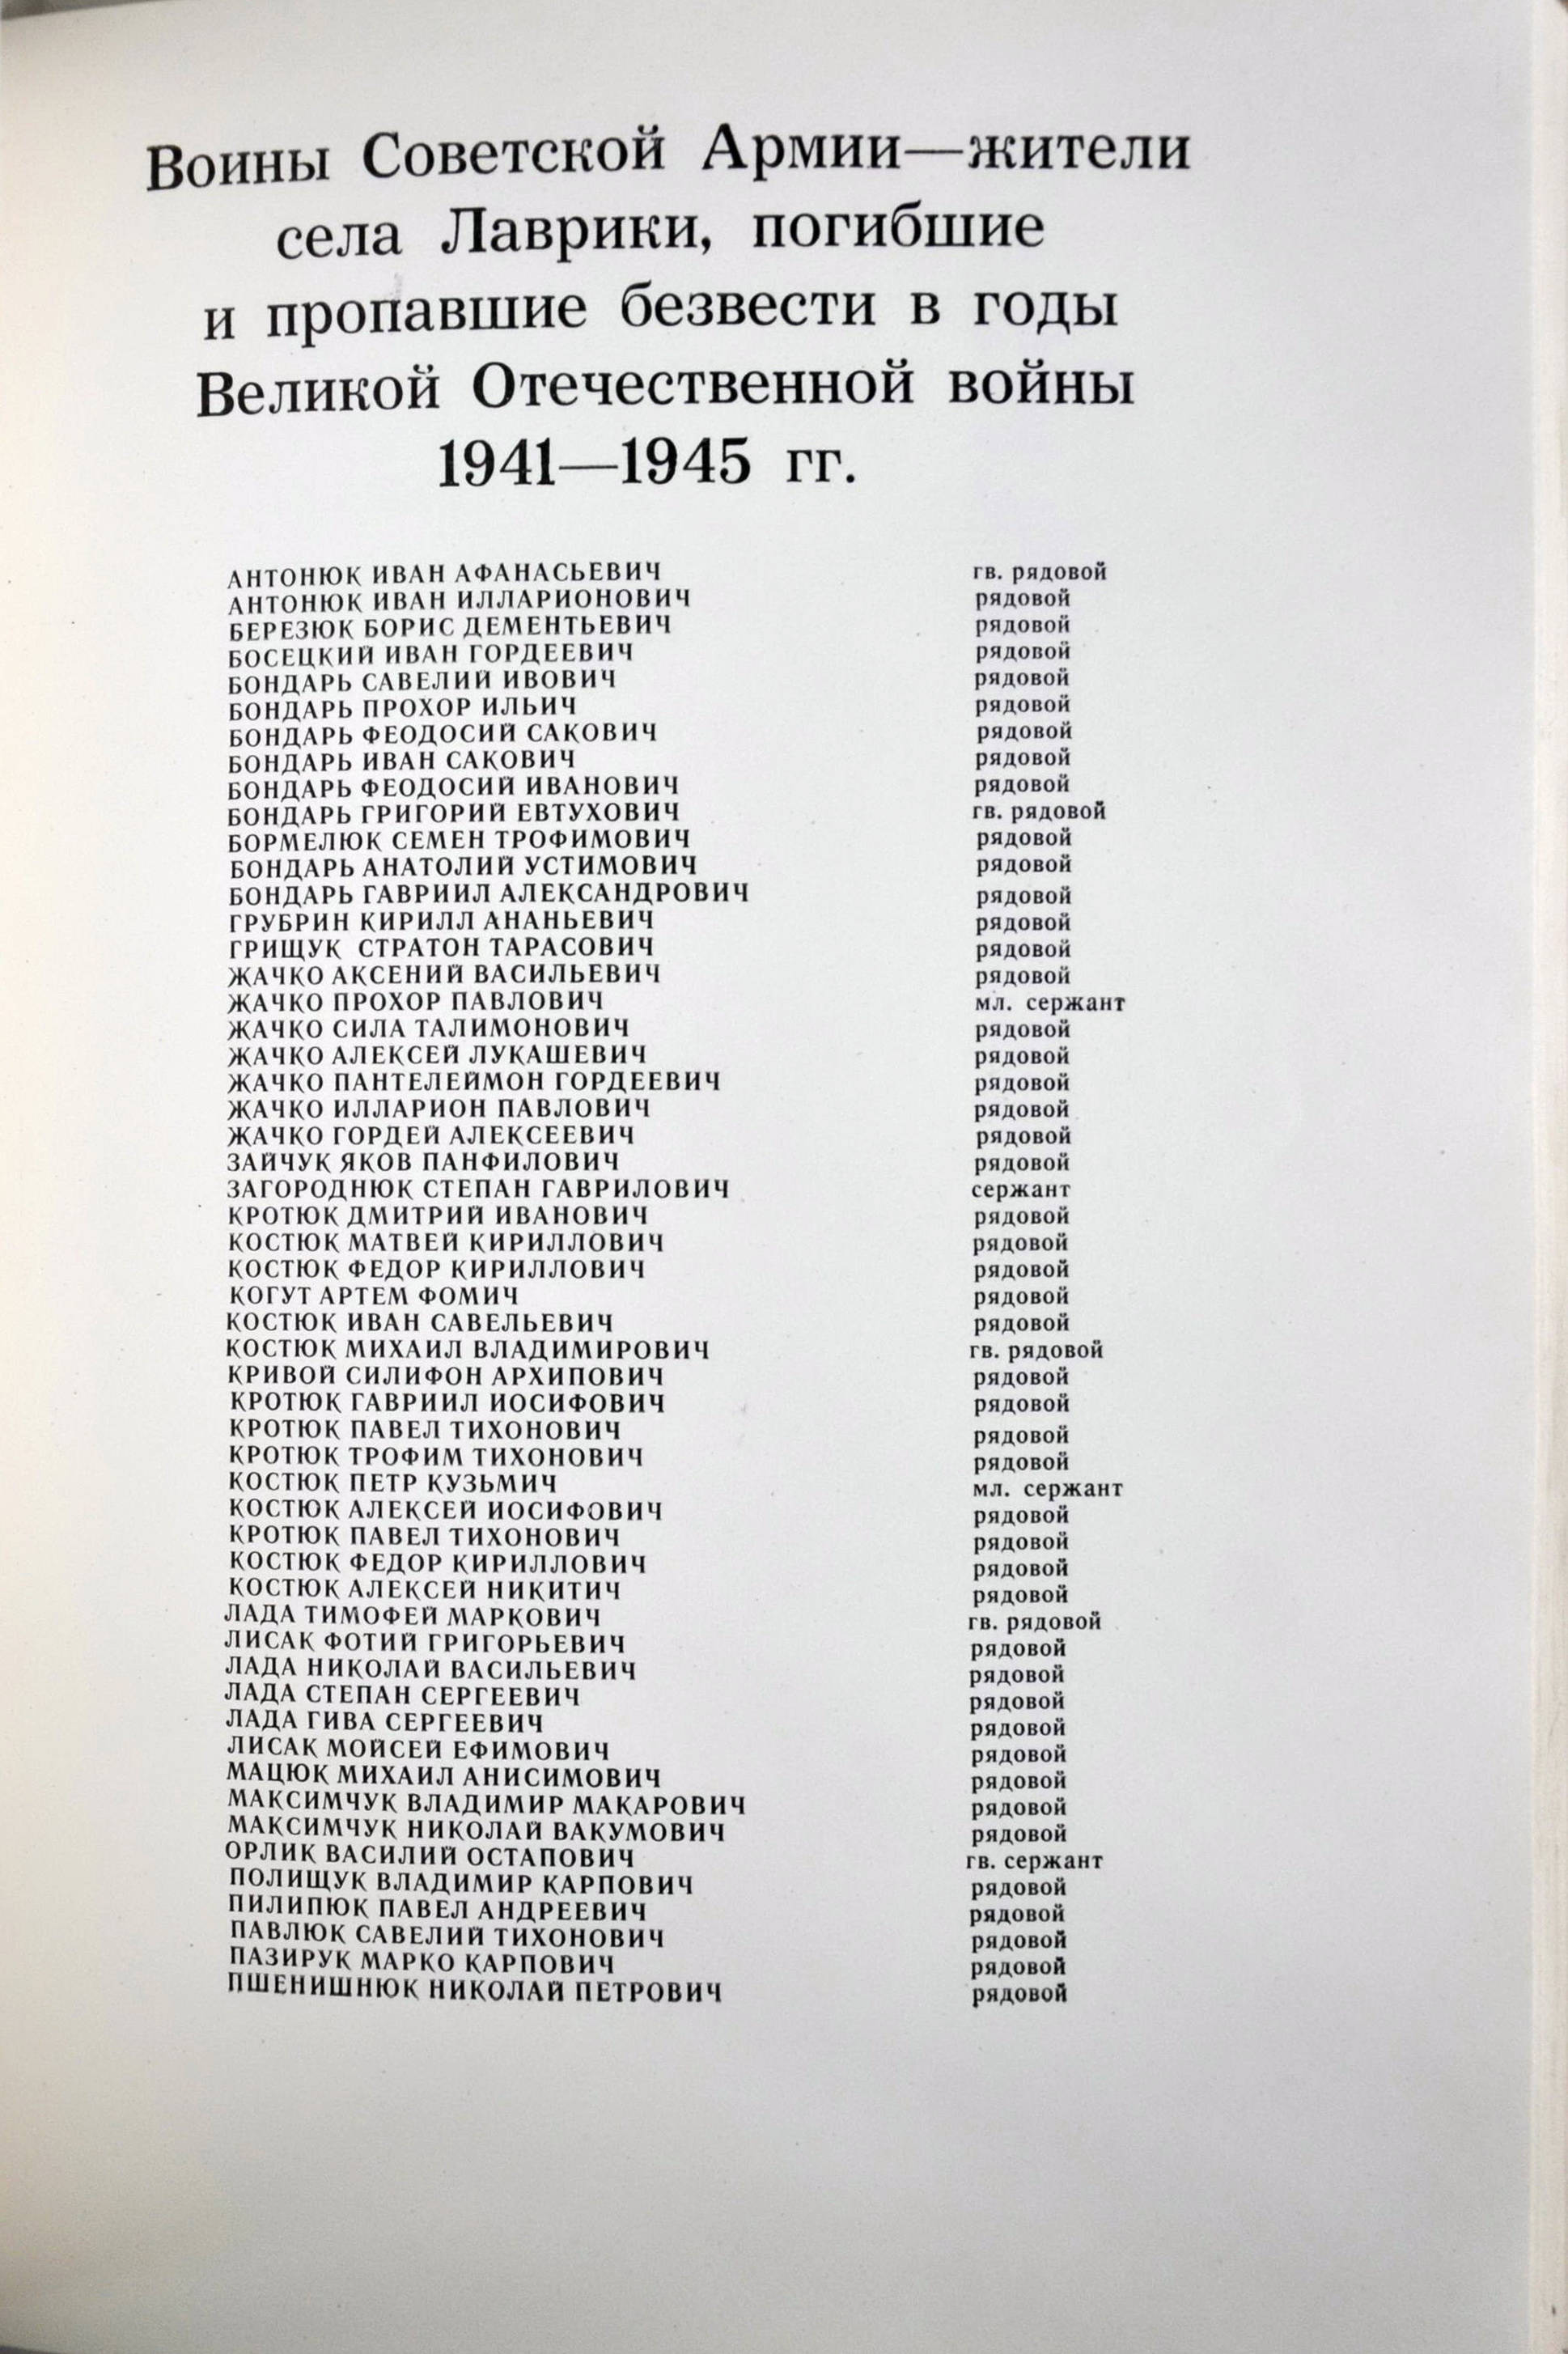 Воины Советской Армии—жители
села Лаврики, погибшие
и пропавшие безвести в годы
Великой Отечественной войны
1941—1945 гг.
АНТОНЮК ИВАН АФАНАСЬЕВИЧ гв. рядовой
АНТОНЮК ИВАН ИЛЛАРИОНОВИЧ рядовой
БЕРЕЗЮК БОРИС ДЕМЕНТЬЕВИЧ рядовой
БОСЕЦКИЙ ИВАН ГОРДЕЕВИЧ рядовой
БОНДАРЬ САВЕЛИЙ ИВОВИЧ рядовой
БОНДАРЬ ПРОХОР ИЛЬИЧ рядовой
БОНДАРЬ ФЕОДОСИЙ САКОВИЧ рядовой
БОНДАРЬ ИВАН САКОВИЧ рядовой
БОНДАРЬ ФЕОДОСИЙ ИВАНОВИЧ рядовой
БОНДАРЬ ГРИГОРИЙ ЕВТУХОВИЧ гв. рядовой
БОРМЕЛЮК СЕМЕН ТРОФИМОВИЧ рядовой
БОНДАРЬ АНАТОЛИЙ УСТИМОВИЧ рядовой
БОНДАРЬ ГАВРИИЛ АЛЕКСАНДРОВИЧ рядовой
ГРУБРИН КИРИЛЛ АНАНЬЕВИЧ рядовой
ГРИЩУК СТРАТОН ТАРАСОВИЧ рядовой
ЖАЧКО АКСЕНИЙ ВАСИЛЬЕВИЧ рядовой
ЖАЧКО ПРОХОР ПАВЛОВИЧ мл. сержант
ЖАЧКО СИЛА ТАЛИМОНОВИЧ рядовой
ЖАЧКО АЛЕКСЕЙ ЛУКАШЕВИЧ рядовой
ЖАЧКО ПАНТЕЛЕЙМОН ГОРДЕЕВИЧ рядовой
ЖАЧКО ИЛЛАРИОН ПАВЛОВИЧ рядовой
ЖАЧКО ГОРДЕЙ АЛЕКСЕЕВИЧ рядовой
ЗАЙЧУК ЯКОВ ПАНФИЛОВИЧ рядовой
ЗАГОРОДНЮК СТЕПАН ГАВРИЛОВИЧ сержант
КРОТЮК ДМИТРИЙ ИВАНОВИЧ рядовой
КОСТЮК МАТВЕЙ КИРИЛЛОВИЧ рядовой
КОСТЮК ФЕДОР КИРИЛЛОВИЧ рядовой
КОГУТ АРТЕМ ФОМИЧ рядовой
КОСТЮК ИВАН САВЕЛЬЕВИЧ рядовой
КОСТЮК МИХАИЛ ВЛАДИМИРОВИЧ гв. рядовой
КРИВОЙ СИЛИФОН АРХИПОВИЧ рядовой
КРОТЮК ГАВРИИЛ ИОСИФОВИЧ рядовой
КРОТЮК ПАВЕЛ ТИХОНОВИЧ рядовой
КРОТЮК ТРОФИМ ТИХОНОВИЧ рядовой
КОСТЮК ПЕТР КУЗЬМИЧ мл. сержант
КОСТЮК АЛЕКСЕЙ ИОСИФОВИЧ рядовой
КРОТЮК ПАВЕЛ ТИХОНОВИЧ рядовой
КОСТЮК ФЕДОР КИРИЛЛОВИЧ рядовой
КОСТЮК АЛЕКСЕЙ НИКИТИЧ рядовой
ЛАДА ТИМОФЕЙ МАРКОВИЧ гв. рядовой
ЛИСАК ФОТИЙ ГРИГОРЬЕВИЧ рядовой
ЛАДА НИКОЛАЙ ВАСИЛЬЕВИЧ рядовой
ЛАДА СТЕПАН СЕРГЕЕВИЧ рядовой
ЛАДА ГИВА СЕРГЕЕВИЧ рядовой
ЛИСАК МОЙСЕЙ ЕФИМОВИЧ рядовой
МАЦЮК МИХАИЛ АНИСИМОВИЧ рядовой
МАКСИМЧУК ВЛАДИМИР МАКАРОВИЧ рядовой
МАКСИМЧУК НИКОЛАЙ ВАКУМОВИЧ рядовой
ОРЛИК ВАСИЛИЙ ОСТАПОВИЧ гв. сержант
ПОЛИЩУК ВЛАДИМИР КАРПОВИЧ рядовой
ПИЛИПЮК ПАВЕЛ АНДРЕЕВИЧ рядовой
ПАВЛЮК САВЕЛИЙ ТИХОНОВИЧ рядовой
ПАЗИРУК МАРКО КАРПОВИЧ рядовой
ПШЕНИШНЮК НИКОЛАЙ ПЕТРОВИЧ рядовой